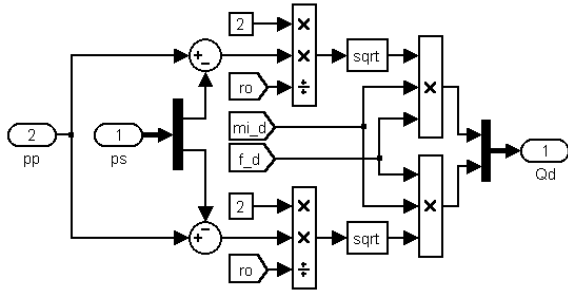 2
×
+
−
×
sqrt
ro
÷
×
2
pp
1
ps
mi_d
f_d
1
Qd
2
×
×
+
−
×
sqrt
ro
÷